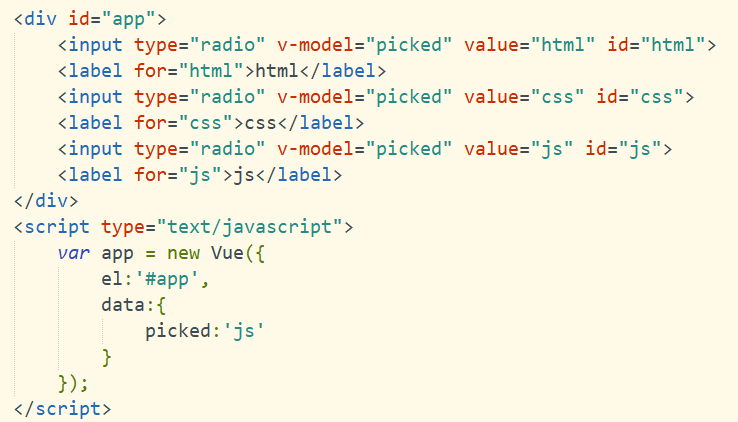 <div id="app">
    <input type="radio" v-model="picked" value="html" id="html">
    <label for="html">html</label>
    <input type="radio" v-model="picked" value="css" id="css">
    <label for="css">css</label>
    <input type="radio" v-model="picked" value="js" id="js">
    <label for="js">js</label>
</div>
<script type="text/javascript">
    var app = new Vue({
        el:'#app',
        data:{
            picked:'js'
        }
    });
</script>